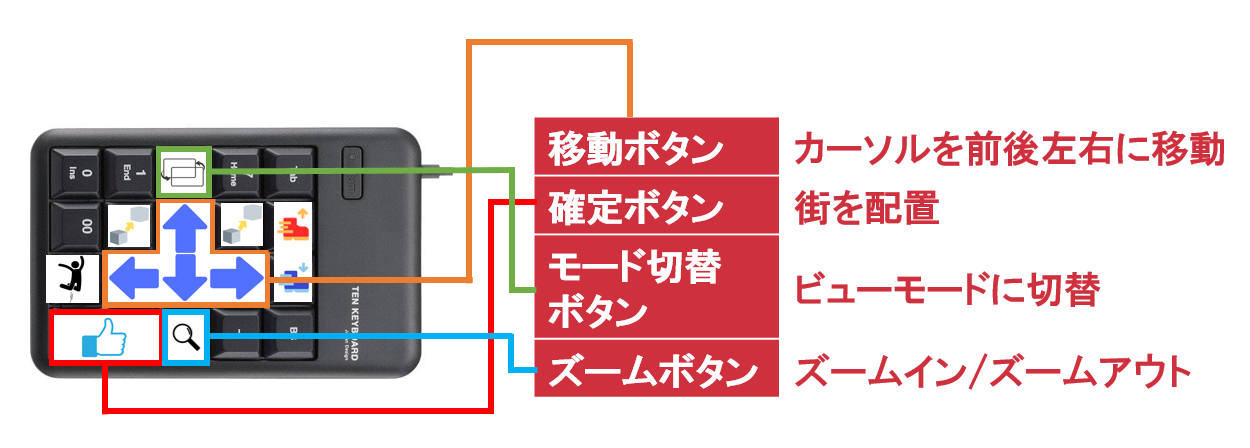 0
Ins
1
End
7
Home
Tab
00
TEN KEYBOARD
移動ボタン
カーソルを前後左右に移動
確定ボタン
街を配置
モード切替
ボタン
ビューモードに切替
ズームボタン
ズームイン/ズームアウト